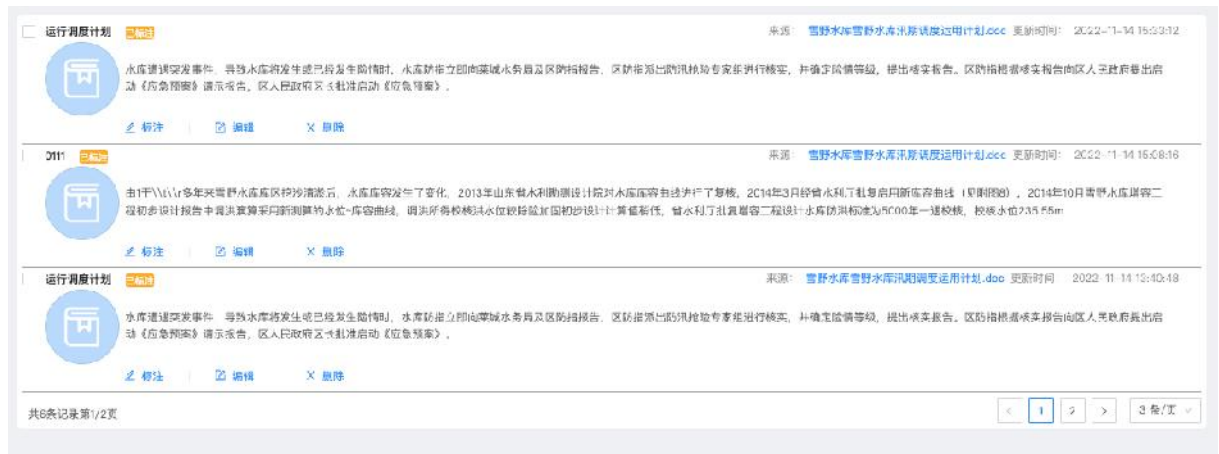 运行调度计划 已标注 来源: 雪野水库雪野水库汛期调度运用计划.doc 更新时间: 2022-11-14 15:33:12
水库遭遇突发事件、导致水库将发生或已经发生险情时, 水库防指立即向莱城水务局及区防指报告, 区防指派出防汛抢险专家组进行核实, 并确定险情等级, 提出核实报告。区防指根据核实报告向区人民政府提出启
动《应急预案》请示报告, 区人民政府区长批准启动《应急预案》。
标注 编辑 删除
0111 已标注 来源: 雪野水库雪野水库汛期调度运用计划.doc 更新时间: 2022-11-14 15:08:16
由1于\\t\\r多年来雪野水库库区挖沙清淤后, 水库库容发生了变化, 2013年山东省水利勘测设计院对水库库容曲线进行了复核, 2014年3月经省水利厅批复启用新库容曲线 (见附图8) , 2014年10月雪野水库增容工
程初步设计报告中调洪演算采用新测算的水位~库容曲线, 调洪所得校核洪水位较除险加固初步设计计算值稍低, 省水利厅批复增容工程设计水库防洪标准为5000年一遇校核, 校核水位235.55m
标注 编辑 删除
运行调度计划 已标注 来源: 雪野水库雪野水库汛期调度运用计划.doc 更新时间 2022-11-14 13:40:48
水库遭遇突发事件 导致水库将发生或已经发生险情时, 水库防指立即向莱城水务局及区防指报告, 区防指派出防汛抢险专家组进行核实, 并确定险情等级, 提出核实报告。区防指根据核实报告向区人民政府提出启
动《应急预案》请示报告, 区人民政府区长批准启动《应急预案》。
标注 编辑 删除
共6条记录第1/2页 < 1 2 > 3 条/页